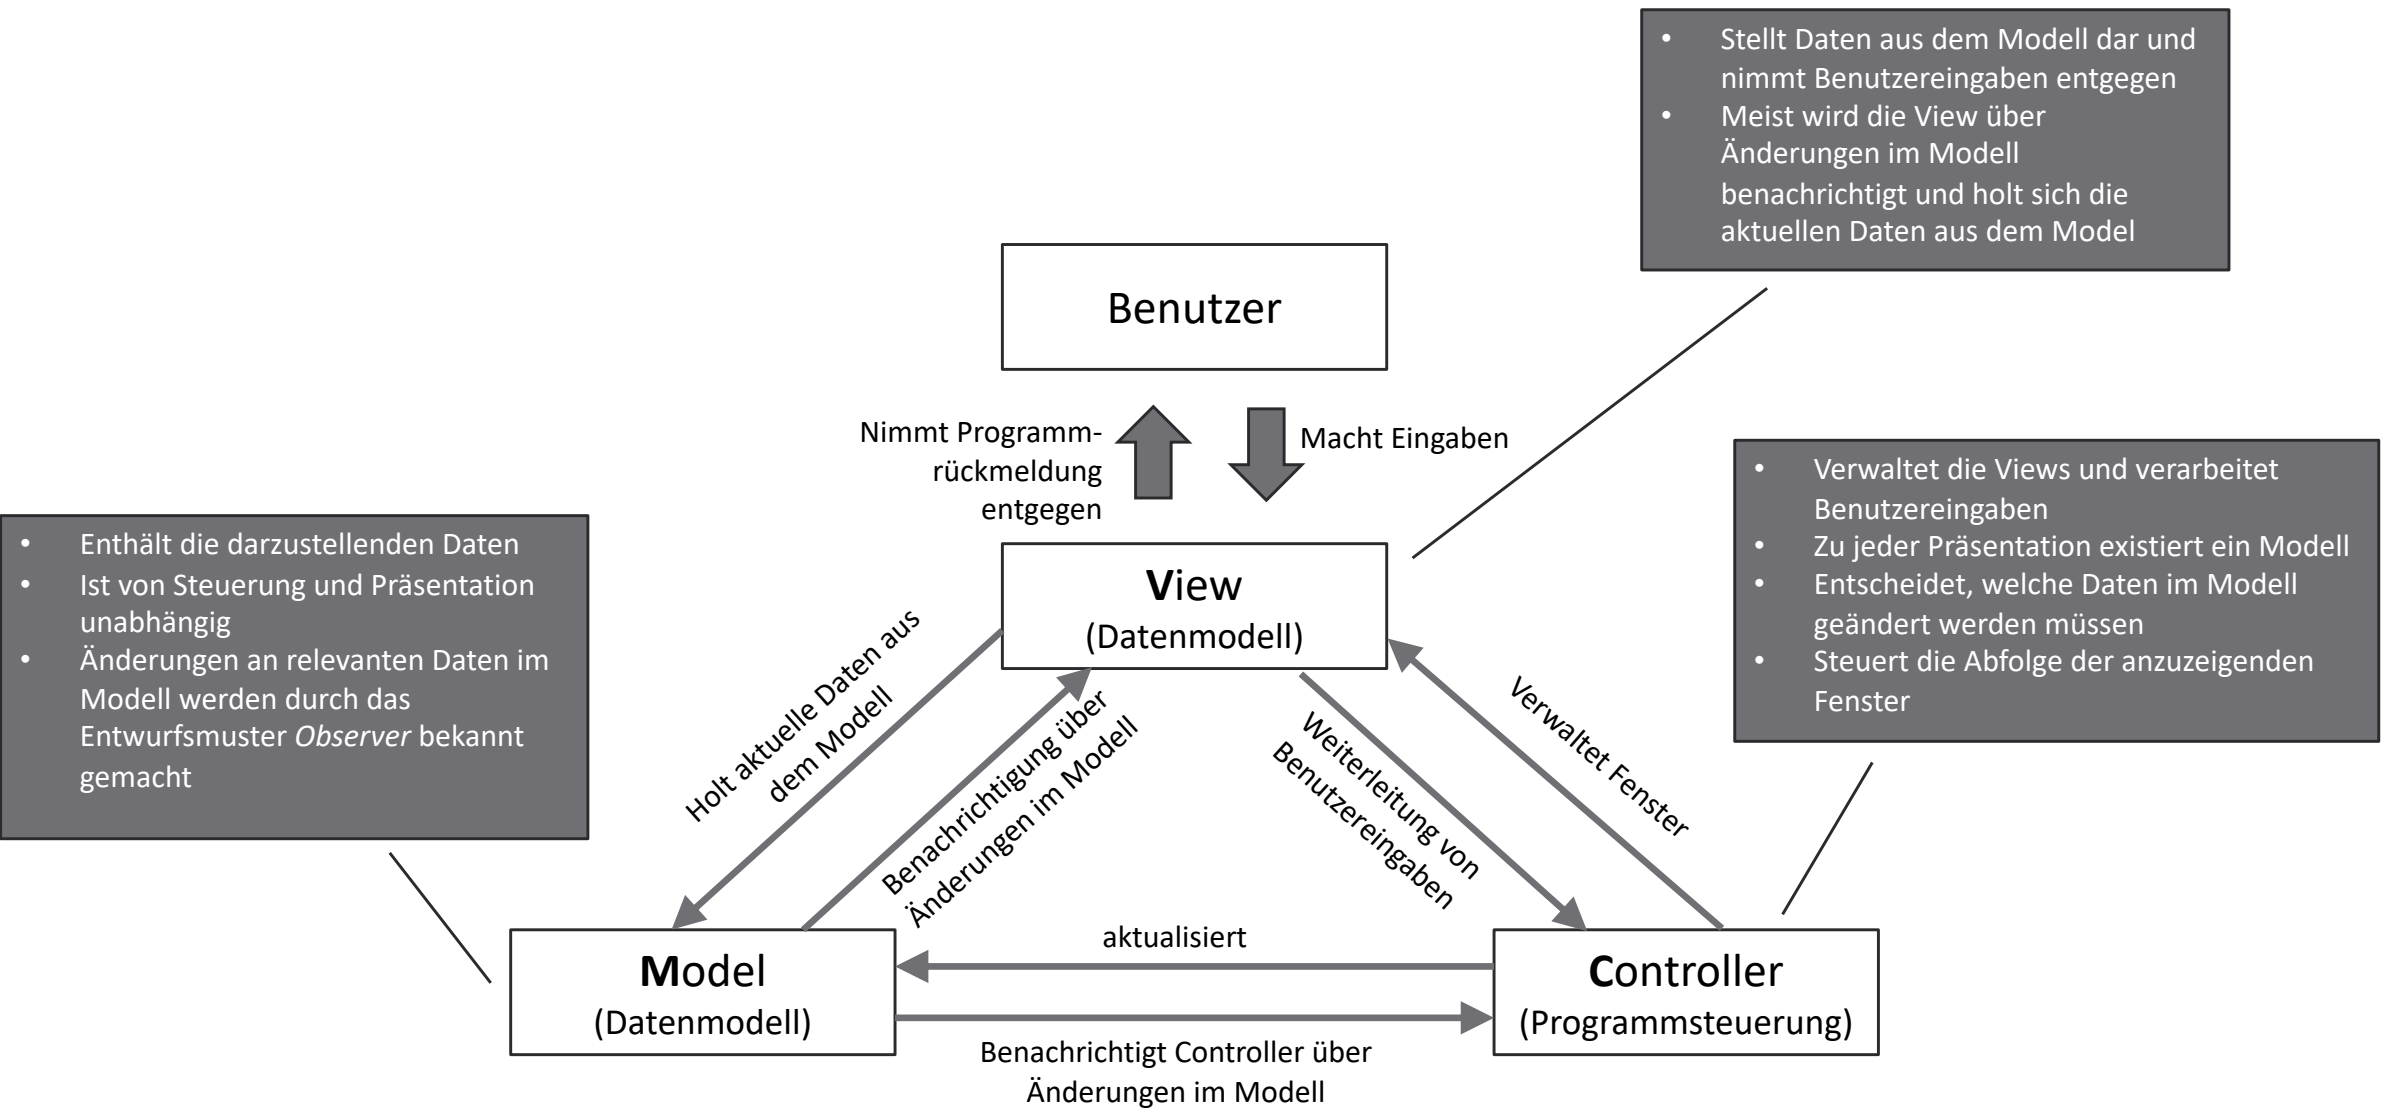 • Stellt Daten aus dem Modell dar und
nimmt Benutzereingaben entgegen
• Meist wird die View über
Änderungen im Modell
benachrichtigt und holt sich die
aktuellen Daten aus dem Model
Benutzer
Nimmt Programm-
rückmeldung
entgegen
Macht Eingaben
• Verwaltet die Views und verarbeitet
Benutzereingaben
• Zu jeder Präsentation existiert ein Modell
• Entscheidet, welche Daten im Modell
geändert werden müssen
• Steuert die Abfolge der anzuzeigenden
Fenster
• Enthält die darzustellenden Daten
• Ist von Steuerung und Präsentation
unabhängig
• Änderungen an relevanten Daten im
Modell werden durch das
Entwurfsmuster Observer bekannt
gemacht
View
(Datenmodell)
Holt aktuelle Daten aus
dem Modell
Benachrichtigung über
Änderungen im Modell
Weiterleitung von
Benutzereingaben
Verwaltet Fenster
aktualisiert
Model
(Datenmodell)
Controller
(Programmsteuerung)
Benachrichtigt Controller über
Änderungen im Modell